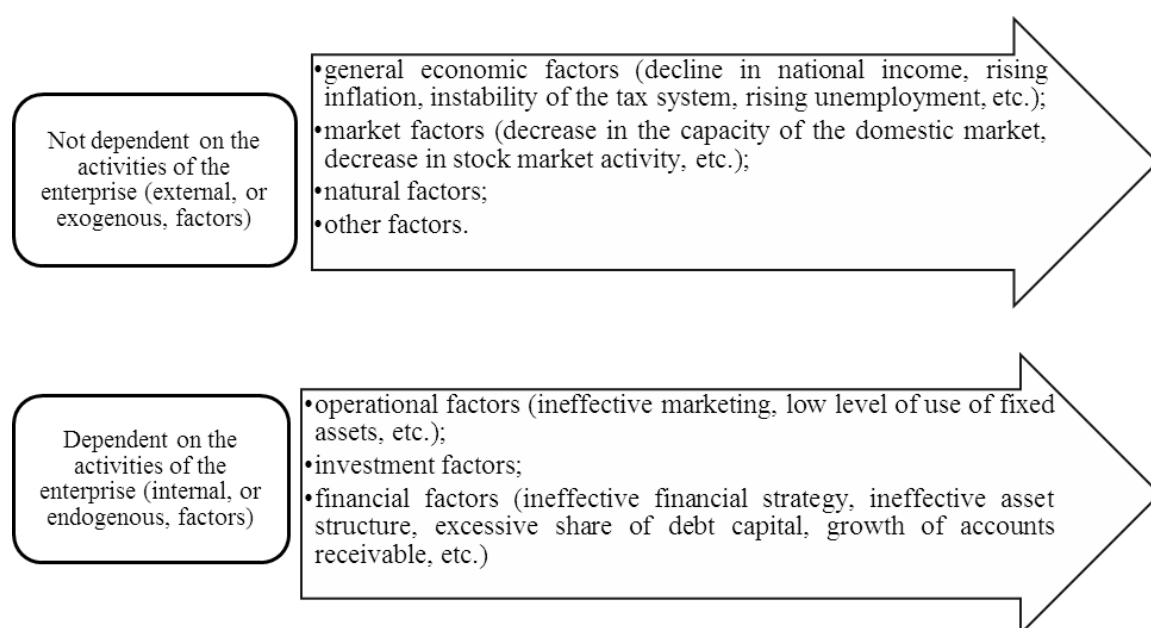 Not dependent on the
activities of the
enterprise (external, or
exogenous, factors)
•general economic factors (decline in national income, rising
inflation, instability of the tax system, rising unemployment, etc.);
•market factors (decrease in the capacity of the domestic market,
decrease in stock market activity, etc.);
•natural factors;
•other factors.
Dependent on the
activities of the
enterprise (internal, or
endogenous, factors)
•operational factors (ineffective marketing, low level of use of fixed
assets, etc.);
•investment factors;
•financial factors (ineffective financial strategy, ineffective asset
structure, excessive share of debt capital, growth of accounts
receivable, etc.)